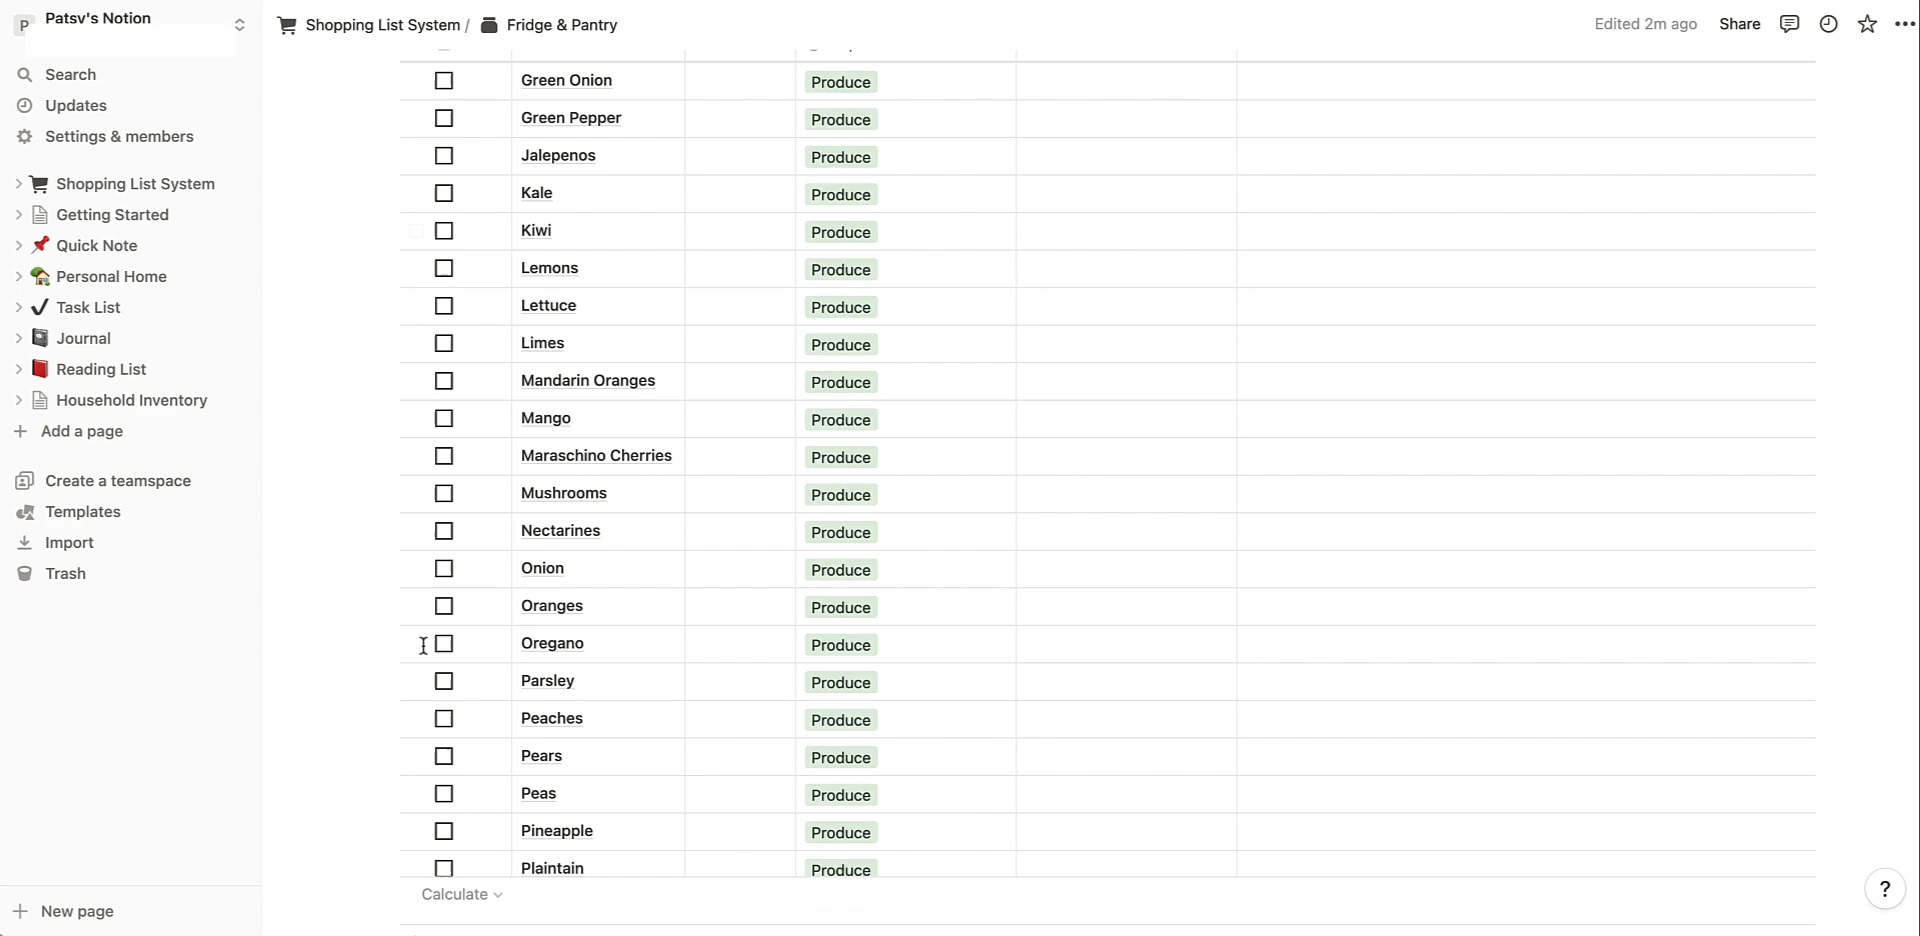 P Patsy's Notion
Shopping List System / Fridge & Pantry
Edited 2m ago Share
Search
Updates
Settings & members
Shopping List System
Getting Started
Quick Note
Personal Home
Task List
Journal
Reading List
Household Inventory
Add a page
Create a teamspace
Templates
Import
Trash
New page
Green Onion Produce
Green Pepper Produce
Jalepenos Produce
Kale Produce
Kiwi Produce
Lemons Produce
Lettuce Produce
Limes Produce
Mandarin Oranges Produce
Mango Produce
Maraschino Cherries Produce
Mushrooms Produce
Nectarines Produce
Onion Produce
Oranges Produce
Oregano Produce
Parsley Produce
Peaches Produce
Pears Produce
Peas Produce
Pineapple Produce
Plaintain Produce
Calculate
?